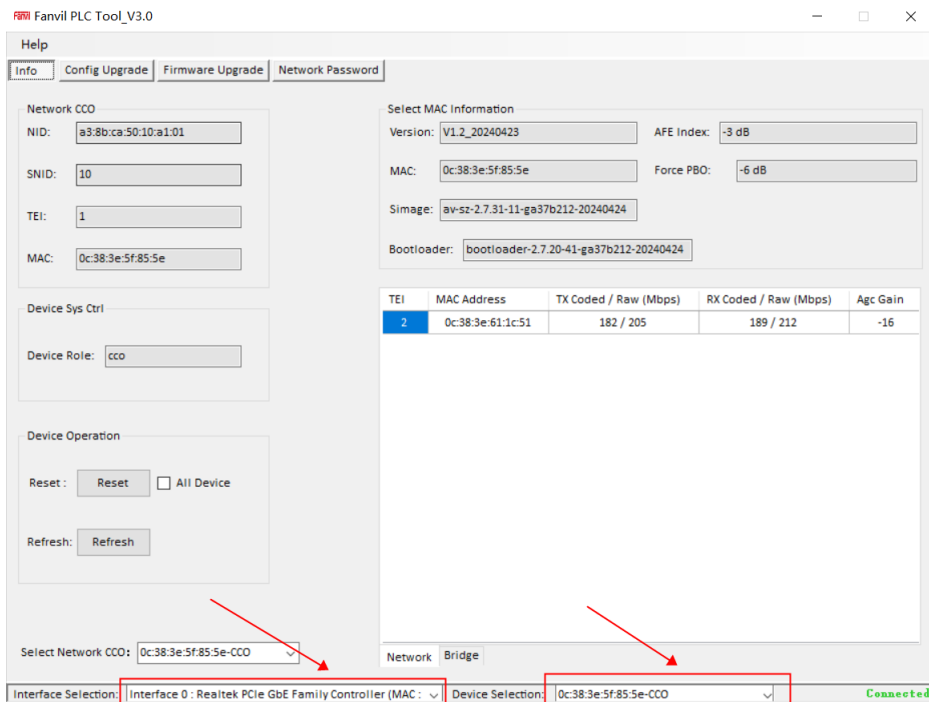 Fanvil Fanvil PLC Tool_V3.0
Help
Info Config Upgrade Firmware Upgrade Network Password
Network CCO
NID: a3:8b:ca:50:10:a1:01
SNID: 10
TEI: 1
MAC: 0c:38:3e:5f:85:5e
Device Sys Ctrl
Device Role: cco
Device Operation
Reset : Reset All Device
Refresh: Refresh
Select Network CCO: 0c:38:3e:5f:85:5e-CCO
Select MAC Information
Version: V1.2_20240423 AFE Index: -3 dB
MAC: 0c:38:3e:5f:85:5e Force PBO: -6 dB
Simage: av-sz-2.7.31-11-ga37b212-20240424
Bootloader: bootloader-2.7.20-41-ga37b212-20240424
TEI MAC Address TX Coded / Raw (Mbps) RX Coded / Raw (Mbps) Agc Gain
2 0c:38:3e:61:1c:51 182 / 205 189 / 212 -16
Network Bridge
Interface Selection: Interface 0 : Realtek PCIe GbE Family Controller (MAC : Device Selection: 0c:38:3e:5f:85:5e-CCO Connected